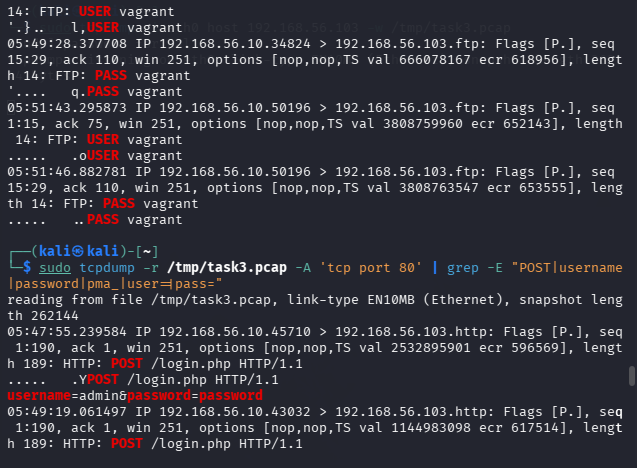 14: FTP: USER vagrant
'.}..   l,USER vagrant
05:49:28.377708 IP 192.168.56.10.34824 > 192.168.56.103.ftp: Flags [P.], seq
15:29, ack 110, win 251, options [nop,nop,TS val 666078167 ecr 618956], lengt
h 14: FTP: PASS vagrant
'....   q.PASS vagrant
05:51:43.295873 IP 192.168.56.10.50196 > 192.168.56.103.ftp: Flags [P.], seq
1:15, ack 75, win 251, options [nop,nop,TS val 3808759960 ecr 652143], length
14: FTP: USER vagrant
.....   .oUSER vagrant
05:51:46.882781 IP 192.168.56.10.50196 > 192.168.56.103.ftp: Flags [P.], seq
15:29, ack 110, win 251, options [nop,nop,TS val 3808763547 ecr 653555], leng
th 14: FTP: PASS vagrant
.....   ..PASS vagrant
┌──(kali㉿kali)-[~]
└─$ sudo tcpdump -r /tmp/task3.pcap -A 'tcp port 80' | grep -E "POST|username
|password|pma_|user=|pass="
reading from file /tmp/task3.pcap, link-type EN10MB (Ethernet), snapshot leng
th 262144
05:47:55.239584 IP 192.168.56.10.45710 > 192.168.56.103.http: Flags [P.], seq
1:190, ack 1, win 251, options [nop,nop,TS val 2532895901 ecr 596569], lengt
h 189: HTTP: POST /login.php HTTP/1.1
.....   .YPOST /login.php HTTP/1.1
username=admin&password=password
05:49:19.061497 IP 192.168.56.10.43032 > 192.168.56.103.http: Flags [P.], seq
1:190, ack 1, win 251, options [nop,nop,TS val 1144983098 ecr 617514], lengt
h 189: HTTP: POST /login.php HTTP/1.1